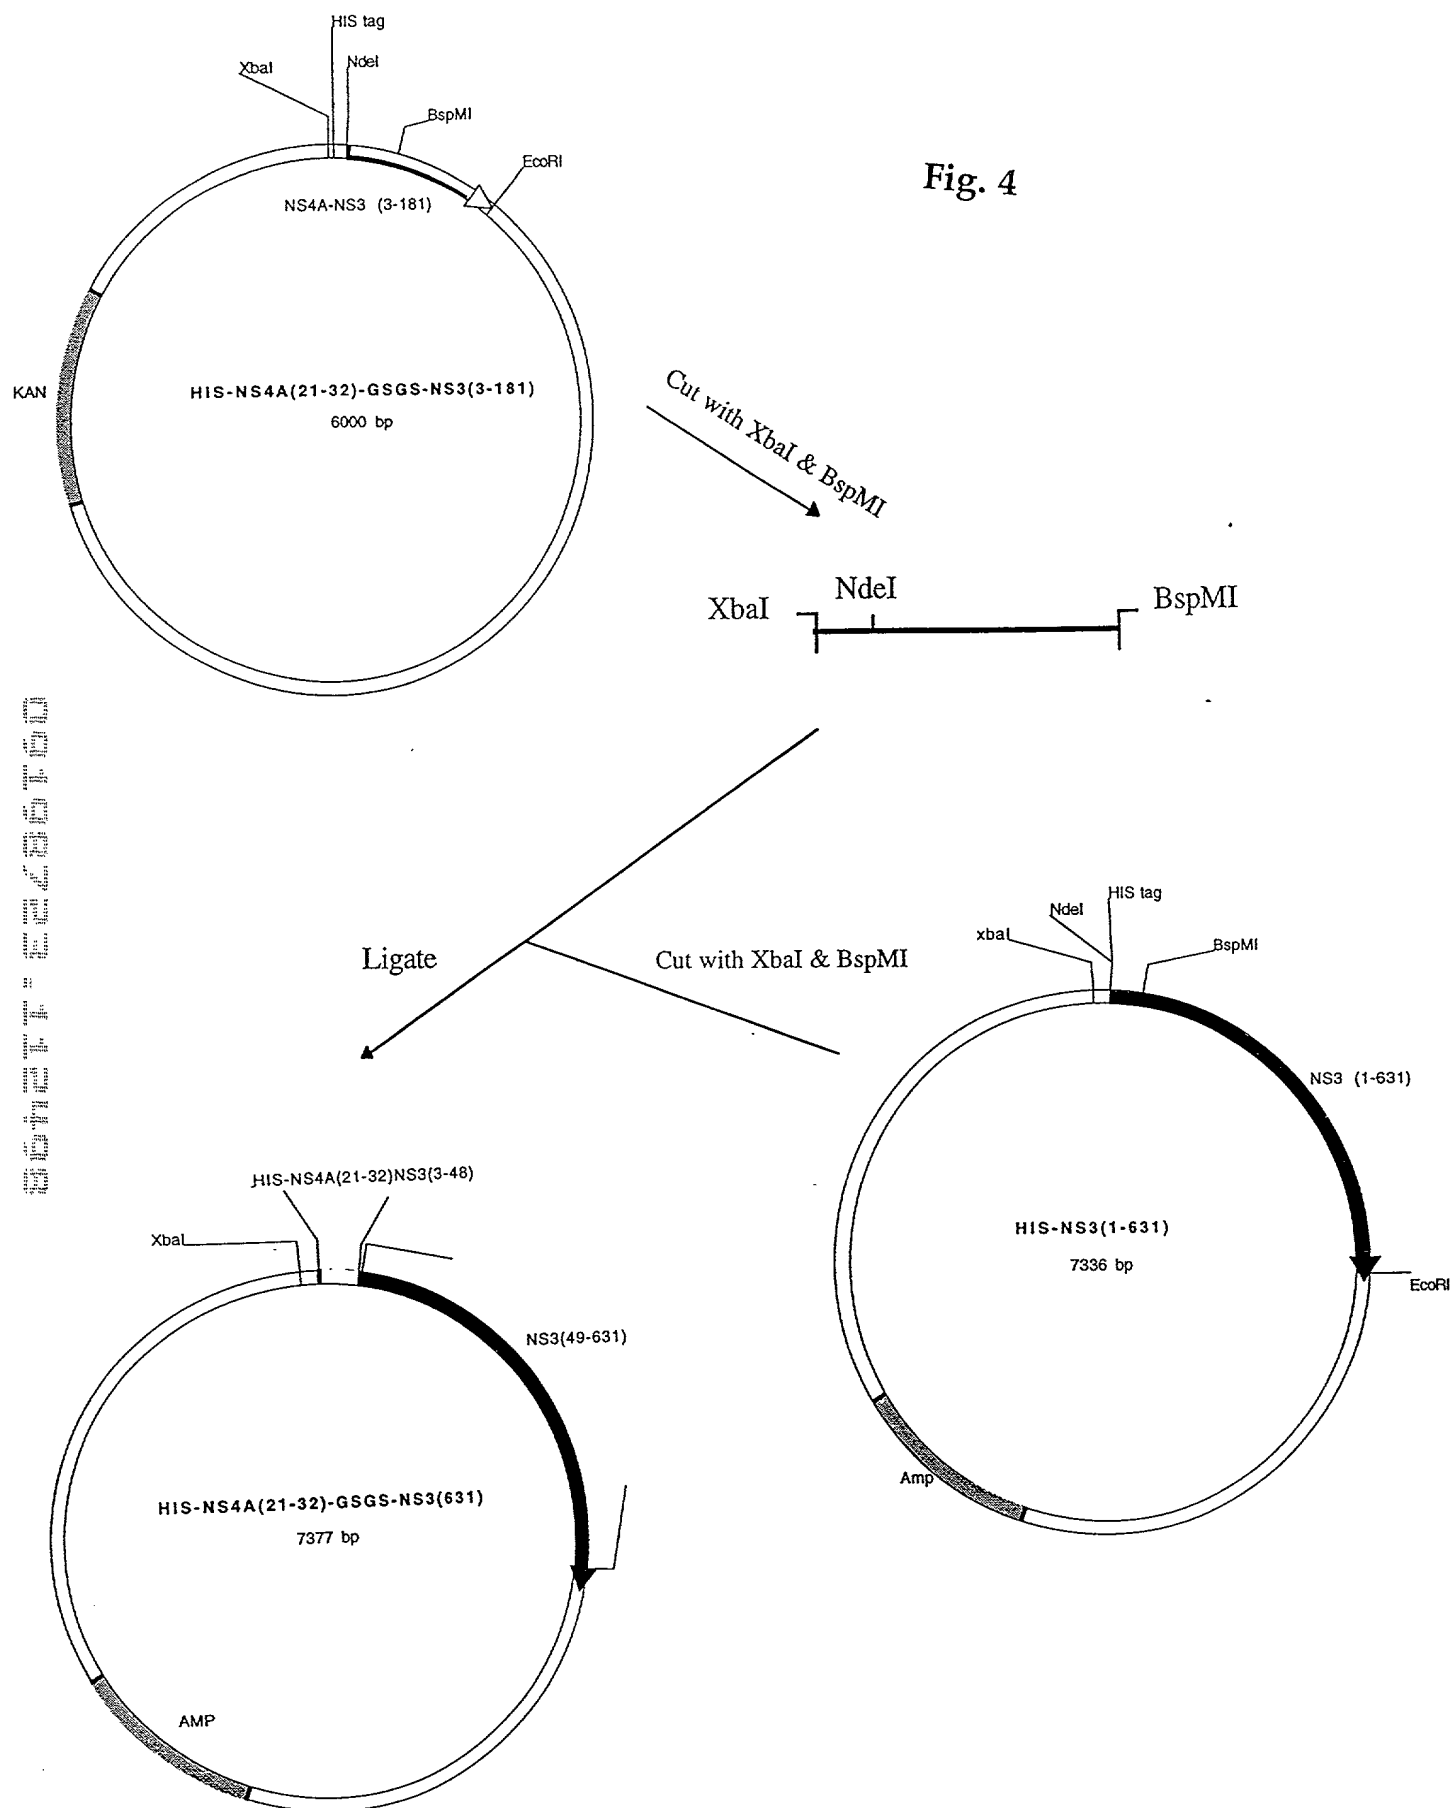 HIS tag
XbaI
NdeI
BspMI
EcoRI
Fig. 4
NS4A-NS3 (3-181)
KAN
HIS-NS4A(21-32)-GSGS-NS3(3-181)
6000 bp
Cut with XbaI & BspMI
XbaI
NdeI
BspMI
Ligate
Cut with XbaI & BspMI
HIS tag
NdeI
xbaI
BspMI
NS3 (1-631)
HIS-NS3(1-631)
7336 bp
EcoRI
Amp
HIS-NS4A(21-32)NS3(3-48)
XbaI
NS3(49-631)
HIS-NS4A(21-32)-GSGS-NS3(631)
7377 bp
AMP